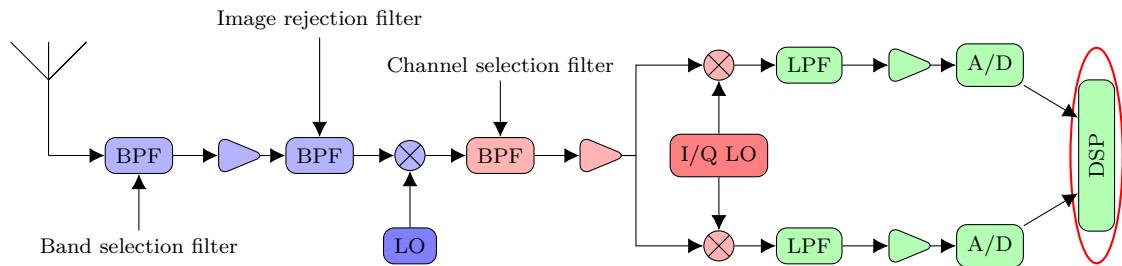 Image rejection filter
Channel selection filter
LPF
A/D
BPF
BPF
BPF
I/Q LO
DSP
Band selection filter
LO
LPF
A/D